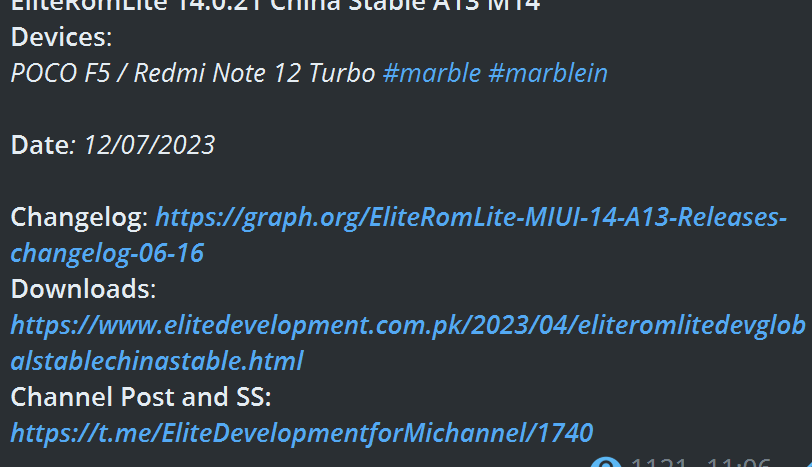 EliteRomLite 14.0.21 China Stable A13 M14
Devices:
POCO F5 / Redmi Note 12 Turbo #marble #marblein
Date: 12/07/2023
Changelog: https://graph.org/EliteRomLite-MIUI-14-A13-Releases-
changelog-06-16
Downloads:
https://www.elitedevelopment.com.pk/2023/04/eliteromlitedevglob
alstablechinastable.html
Channel Post and SS:
https://t.me/EliteDevelopmentforMichannel/1740
1121 11:06